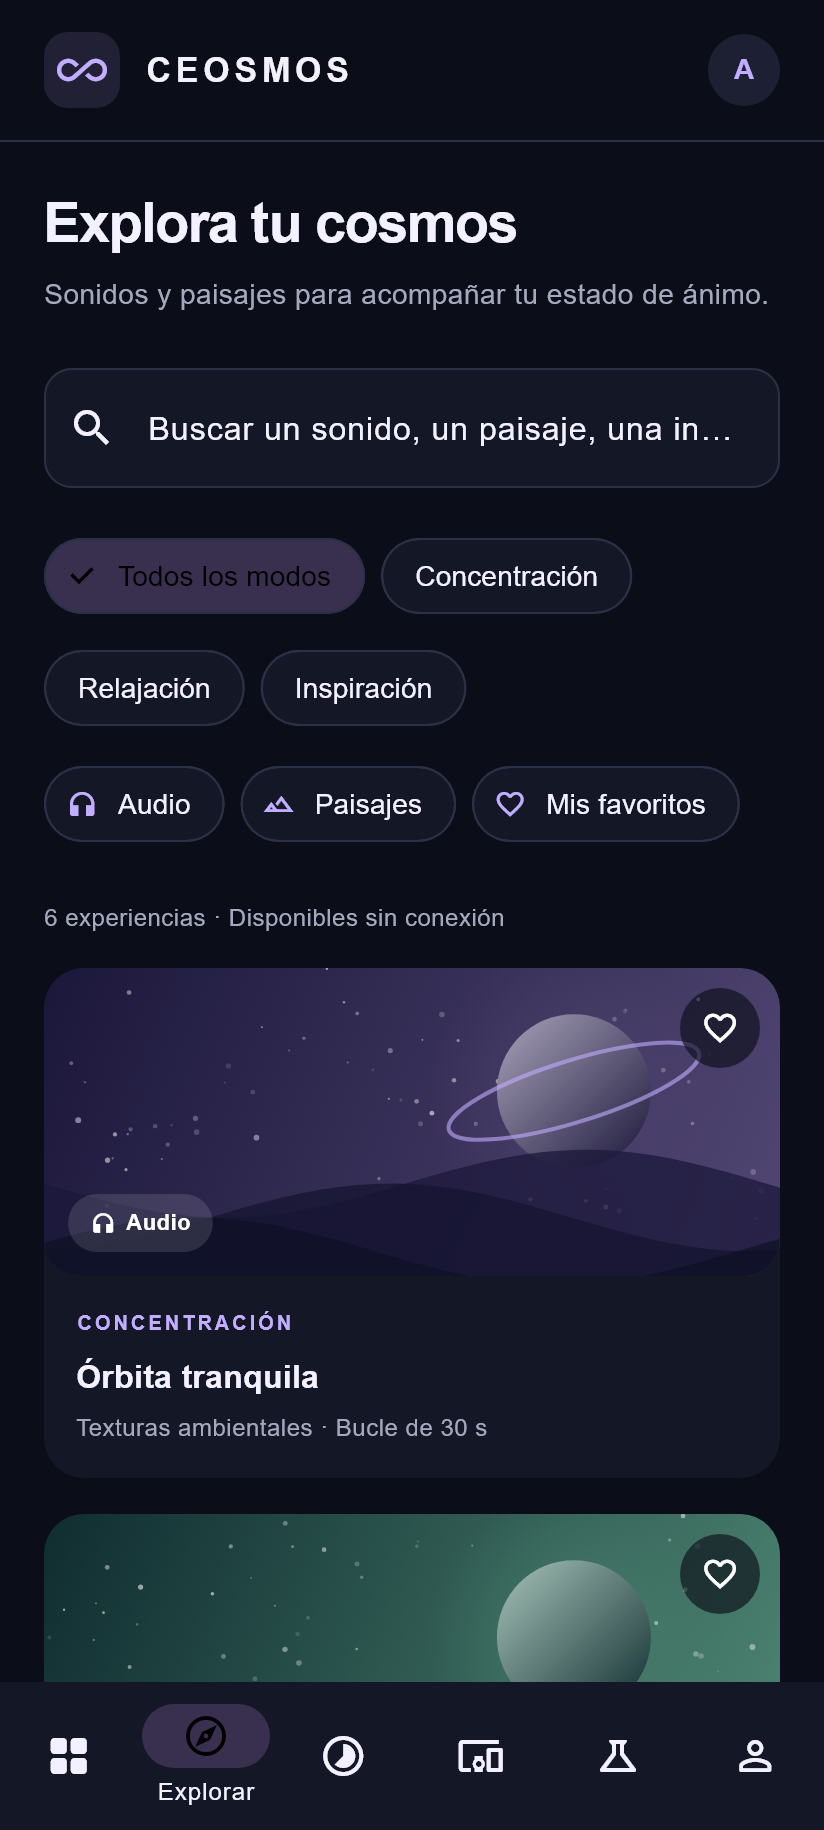 CEOSMOS
A
Explora tu cosmos
Sonidos y paisajes para acompañar tu estado de ánimo.
Buscar un sonido, un paisaje, una in...
Todos los modos
Concentración
Relajación
Inspiración
Audio
Paisajes
Mis favoritos
6 experiencias · Disponibles sin conexión
Audio
CONCENTRACIÓN
Órbita tranquila
Texturas ambientales · Bucle de 30 s
Explorar